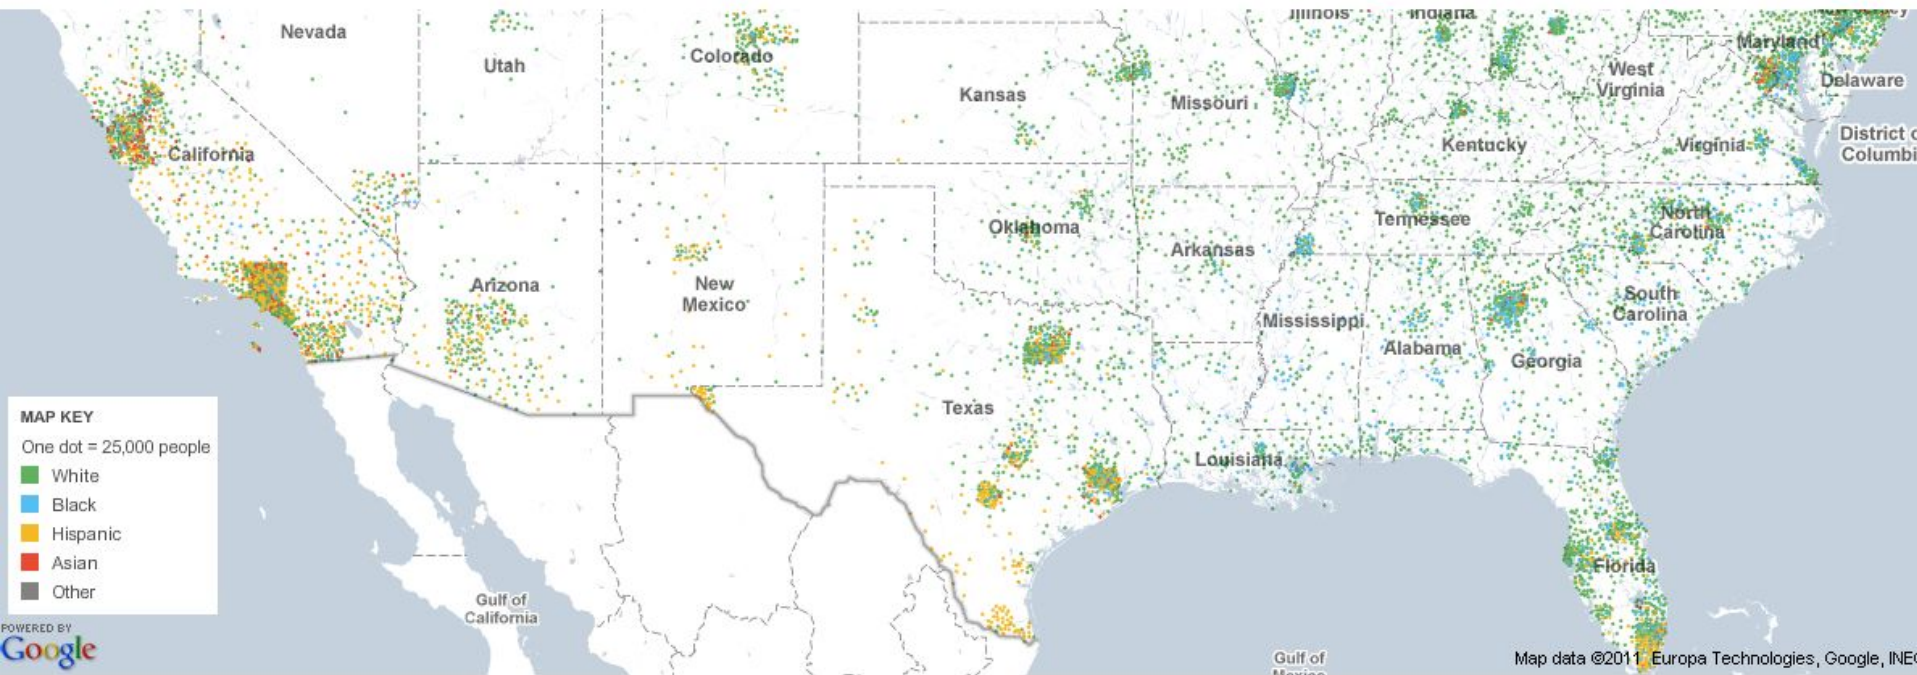 Nevada
Utah
Colorado
Kansas
Missouri
Illinois
Indiana
West
Virginia
Maryland
Delaware
District
Columbi
Kentucky
Virginia
California
Arizona
New
Mexico
Oklahoma
Arkansas
Tennessee
North
Carolina
South
Carolina
Mississippi
Alabama
Georgia
Texas
Louisiana
Florida
MAP KEY
One dot = 25,000 people
White
Black
Hispanic
Asian
Other
Gulf of
California
POWERED BY
Google
Gulf of
Map data ©2011 Europa Technologies, Google, INEG